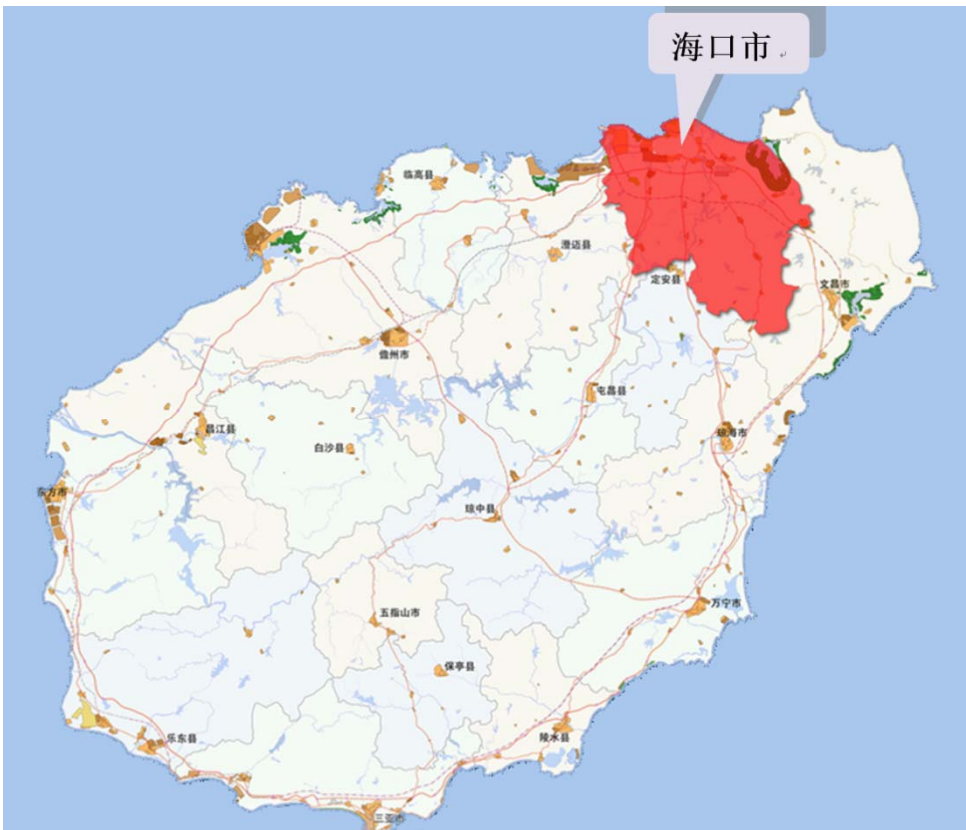 海口市
临高县
澄迈县
定安县
文昌市
儋州市
屯昌县
昌江县
白沙县
琼海市
东方市
琼中县
万宁市
五指山市
保亭县
陵水县
乐东县
三亚市